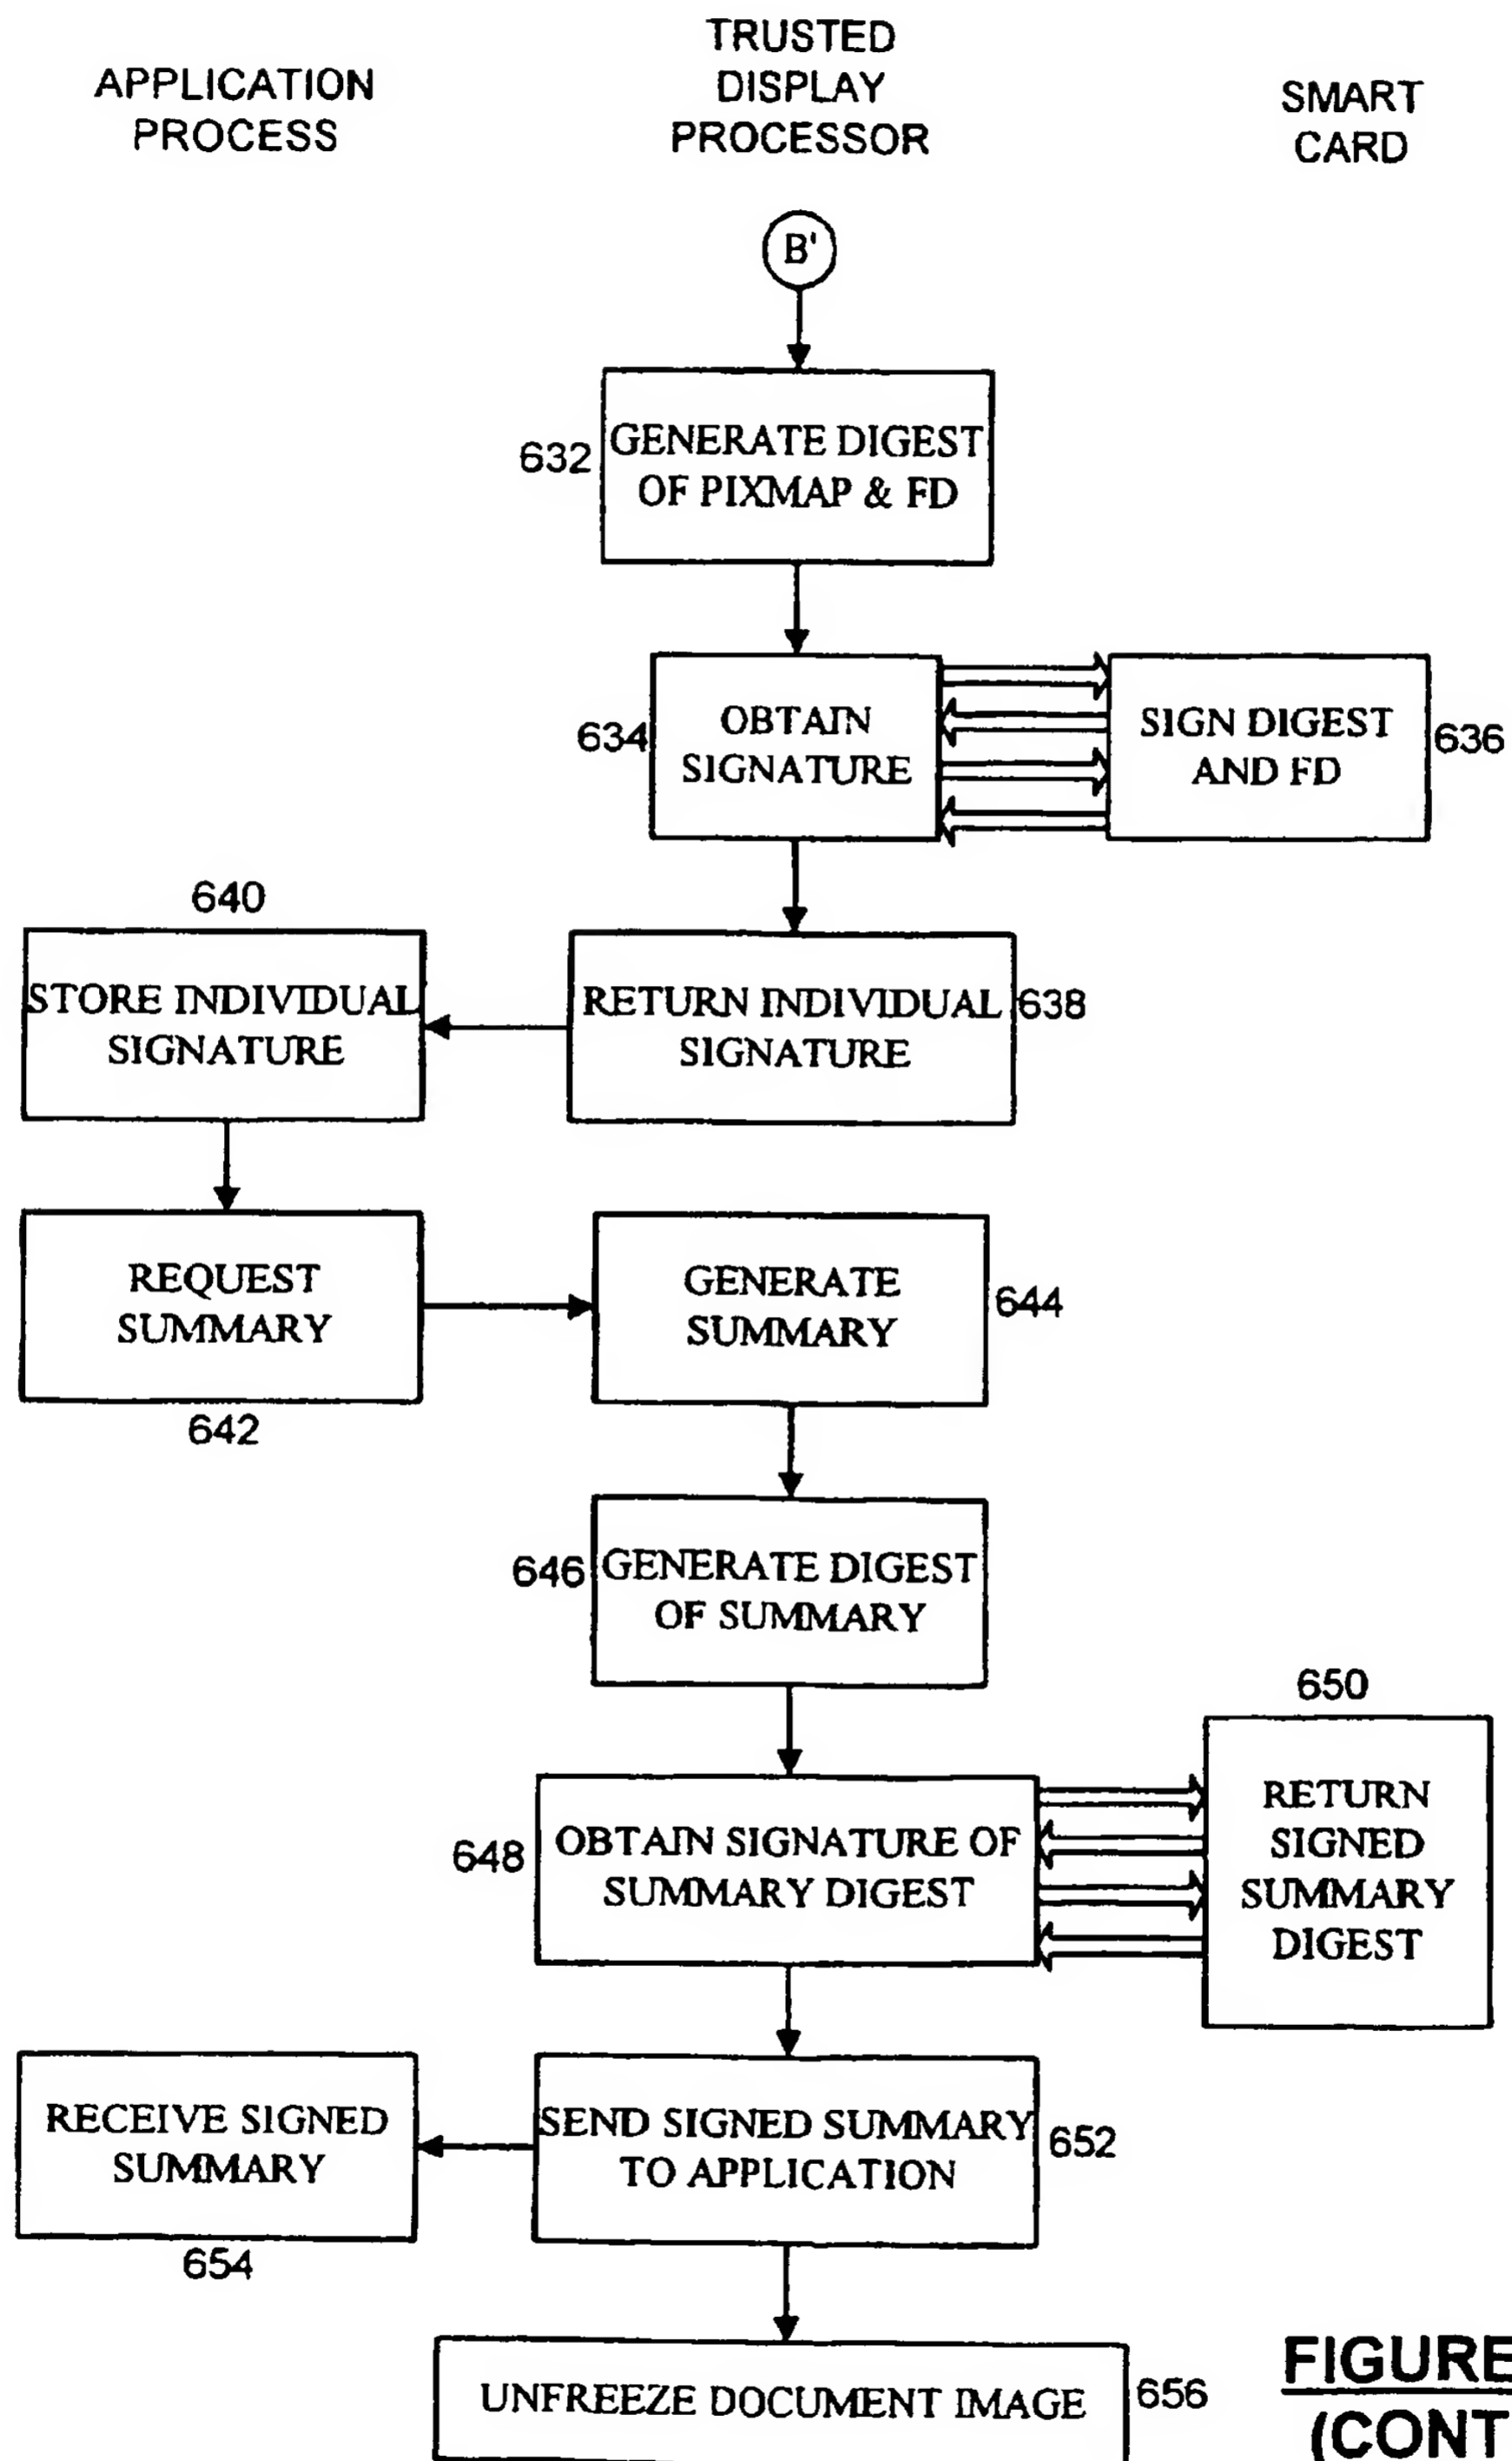 APPLICATION
PROCESS
TRUSTED
DISPLAY
PROCESSOR
SMART
CARD
B'
632
GENERATE DIGEST
OF PIXMAP & FD
634
OBTAIN
SIGNATURE
SIGN DIGEST
AND FD
636
640
STORE INDIVIDUAL
SIGNATURE
RETURN INDIVIDUAL
SIGNATURE
638
REQUEST
SUMMARY
642
GENERATE
SUMMARY
644
646
GENERATE DIGEST
OF SUMMARY
648
OBTAIN SIGNATURE OF
SUMMARY DIGEST
650
RETURN
SIGNED
SUMMARY
DIGEST
RECEIVE SIGNED
SUMMARY
654
SEND SIGNED SUMMARY
TO APPLICATION
652
UNFREEZE DOCUMENT IMAGE
656
FIGURE
(CONT